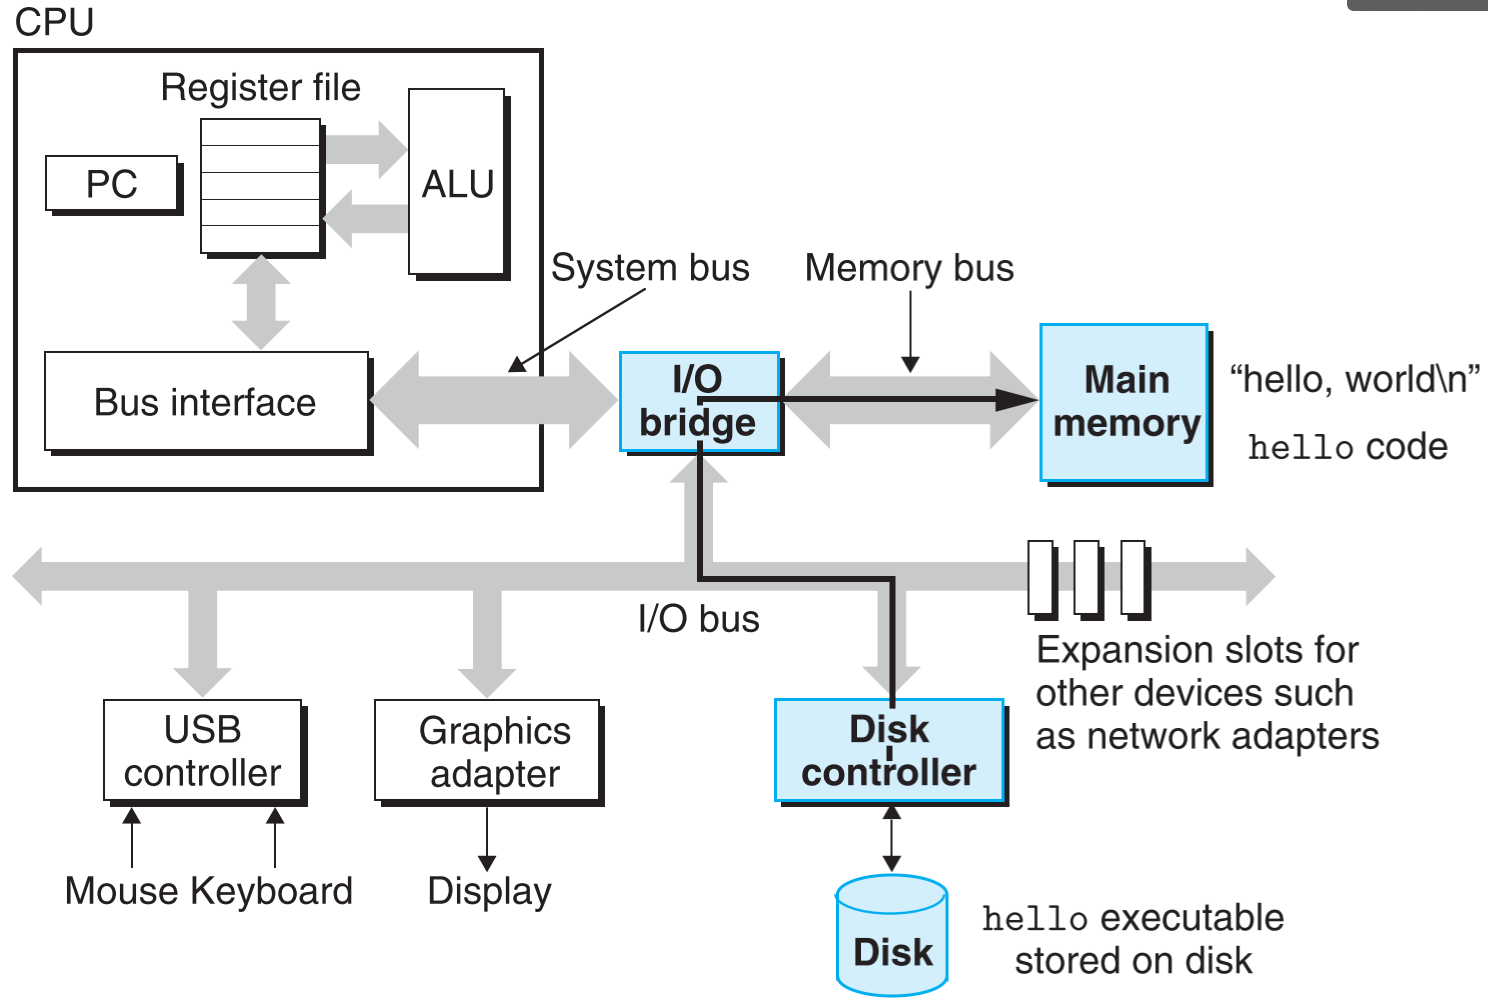 CPU
Register file
PC
ALU
System bus
Memory bus
Bus interface
I/O
bridge
Main
memory
“hello, world\n”
hello code
I/O bus
Expansion slots for
other devices such
as network adapters
USB
controller
Graphics
adapter
Disk
controller
Mouse Keyboard
Display
Disk
hello executable
stored on disk